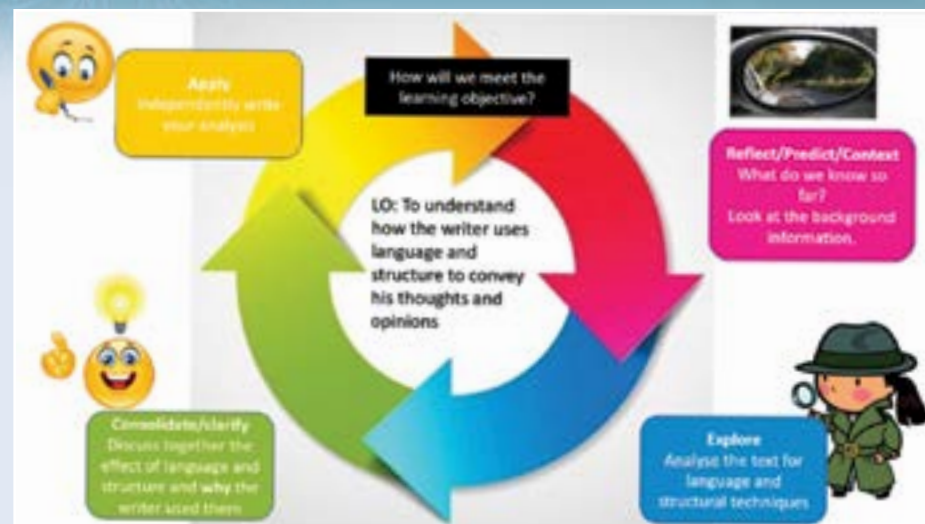 How will we meet the
learning objective?
Apply
Independently write
your analysis
Reflect/Predict/Context
What do we know so
far?
Look at the background
information.
LO: To understand
how the writer uses
language and
structure to convey
his thoughts and
opinions
Consolidate/clarify
Discuss together the
effect of language and
structure and why the
writer used them
Explore
Analyse the text for
language and
structural techniques